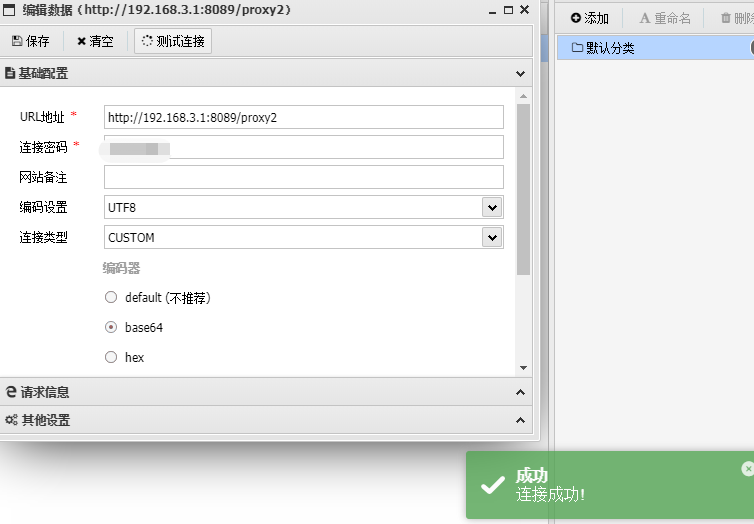 编辑数据 (http://192.168.3.1:8089/proxy2)
保存 清空 测试连接
添加 重命名 删除
默认分类
基础配置
URL地址 * http://192.168.3.1:8089/proxy2
连接密码 *
网站备注
编码设置 UTF8
连接类型 CUSTOM
编码器
default (不推荐)
base64
hex
请求信息
其他设置
成功
连接成功!